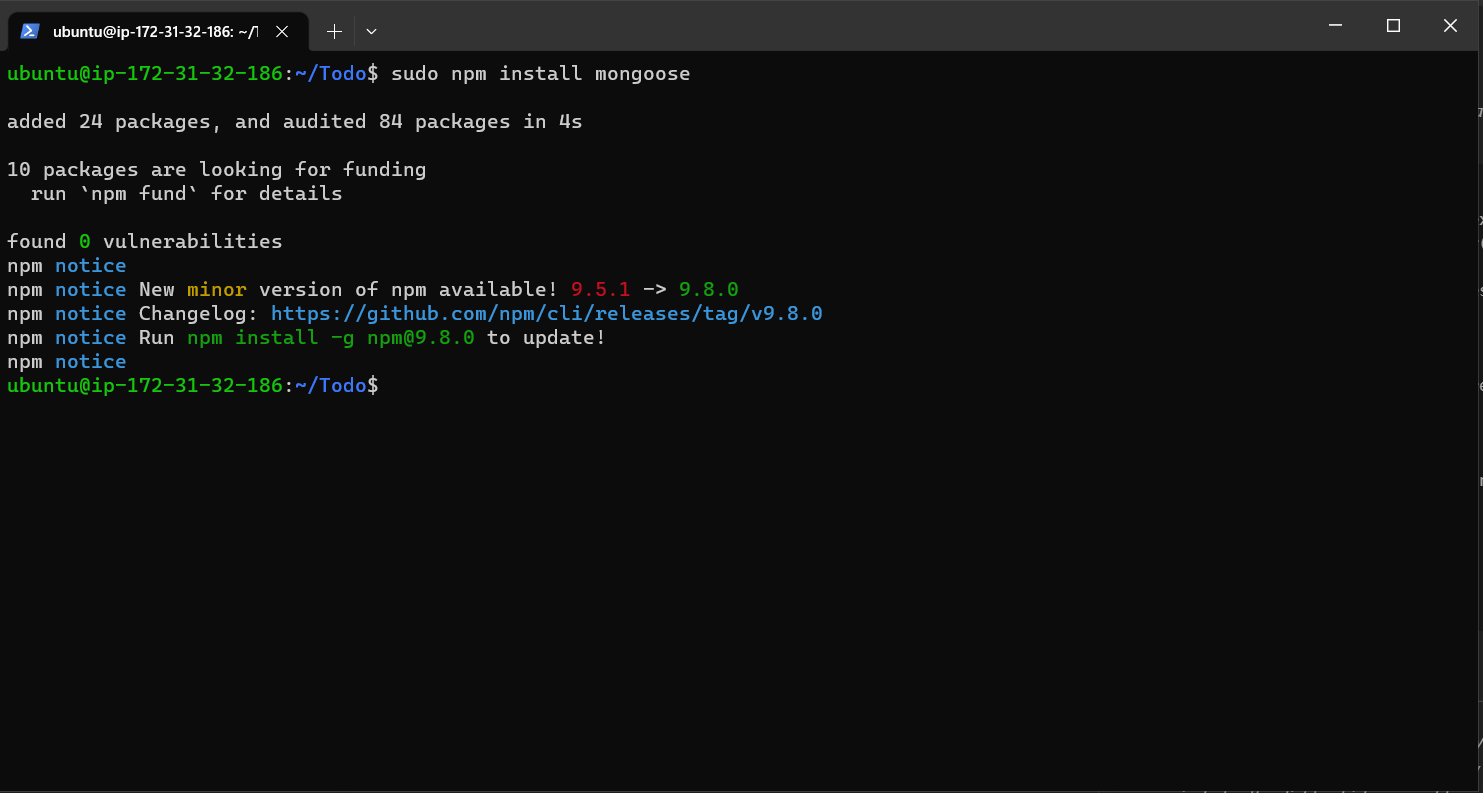 ubuntu@ip-172-31-32-186: ~/T
ubuntu@ip-172-31-32-186:~/Todo$ sudo npm install mongoose
added 24 packages, and audited 84 packages in 4s
10 packages are looking for funding
  run `npm fund` for details
found 0 vulnerabilities
npm notice
npm notice New minor version of npm available! 9.5.1 -> 9.8.0
npm notice Changelog: https://github.com/npm/cli/releases/tag/v9.8.0
npm notice Run npm install -g npm@9.8.0 to update!
npm notice
ubuntu@ip-172-31-32-186:~/Todo$